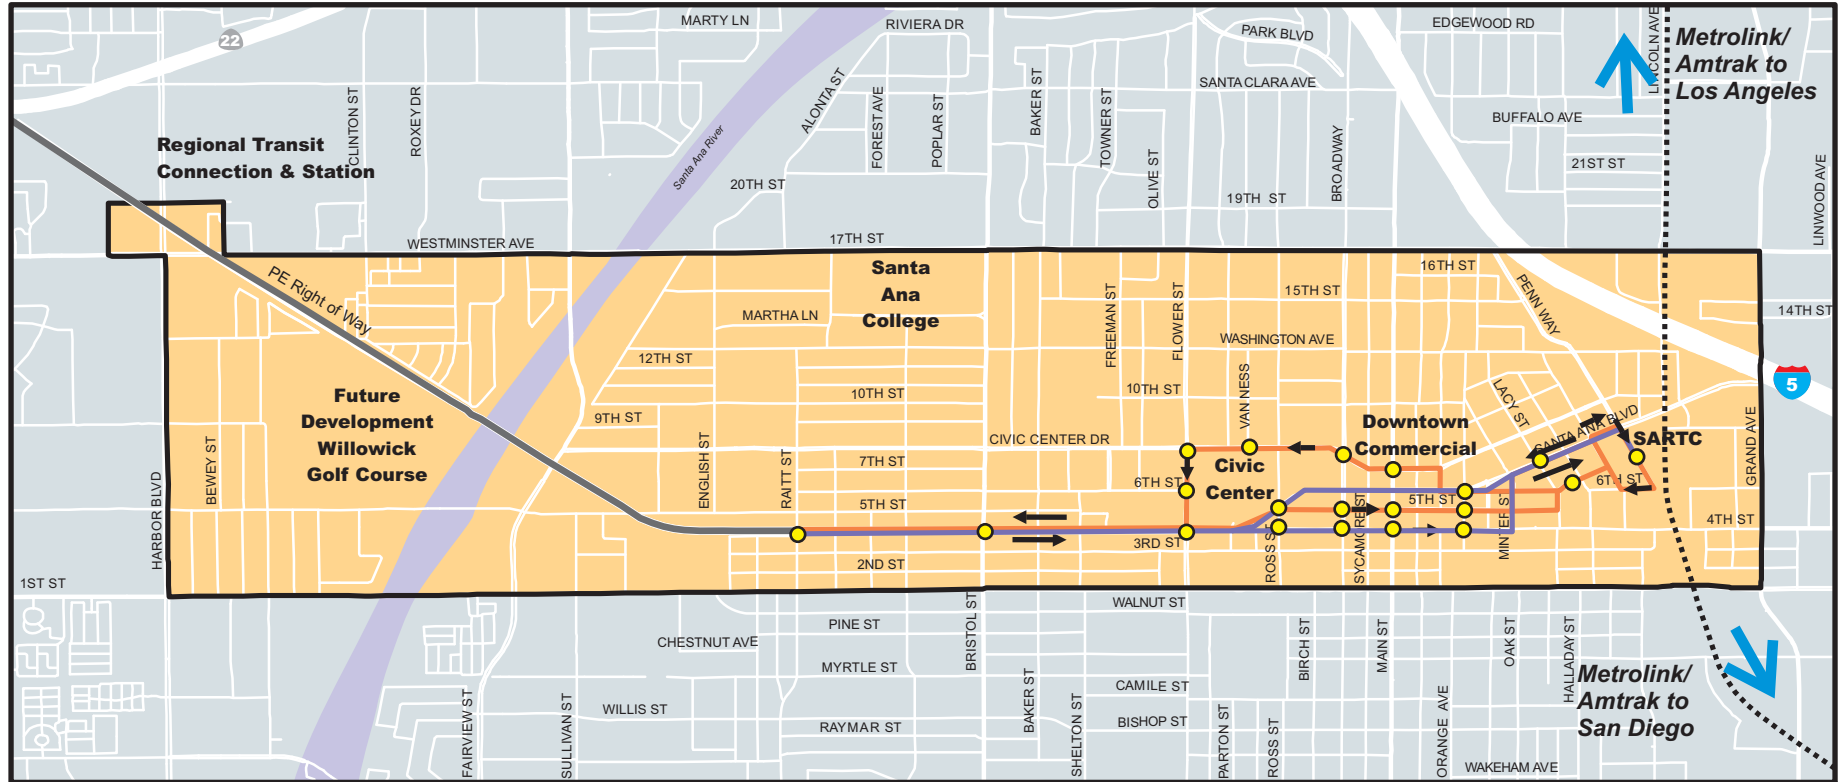 MARTY LN
RIVIERA DR
EDGEWOOD RD
LINCOLN AVE
22
PARK BLVD
Metrolink/
Amtrak to
Los Angeles
SANTA CLARA AVE
CLINTON ST
ROXEY DR
ALONTA ST
FOREST AVE
POPLAR ST
BAKER ST
TOWNER ST
BUFFALO AVE
Regional Transit
Connection & Station
Santa Ana River
OLIVE ST
BROADWAY
21ST ST
20TH ST
19TH ST
LINWOOD AVE
WESTMINSTER AVE
17TH ST
PE Right of Way
Santa
Ana
College
16TH ST
15TH ST
PENN WAY
14TH ST
MARTHA LN
FREEMAN ST
FLOWER ST
WASHINGTON AVE
12TH ST
10TH ST
10TH ST
VAN NESS
LACY ST
5
Future
Development
Willowick
Golf Course
9TH ST
CIVIC CENTER DR
Downtown
Commercial
SANTA ANA BLVD
SARTC
GRAND AVE
HARBOR BLVD
BEWEY ST
ENGLISH ST
RAITT ST
7TH ST
Civic
Center
6TH ST
6TH ST
5TH ST
5TH ST
4TH ST
3RD ST
ROSS ST
SYCAMORE ST
MINTER ST
2ND ST
1ST ST
WALNUT ST
PINE ST
CHESTNUT AVE
BRISTOL ST
BIRCH ST
MAIN ST
OAK ST
HALLADAY ST
MYRTLE ST
CAMILE ST
Metrolink/
Amtrak to
San Diego
WILLIS ST
RAYMAR ST
BISHOP ST
FAIRVIEW ST
SULLIVAN ST
BAKER ST
SHELTON ST
PARTON ST
ROSS ST
ORANGE AVE
WAKEHAM AVE